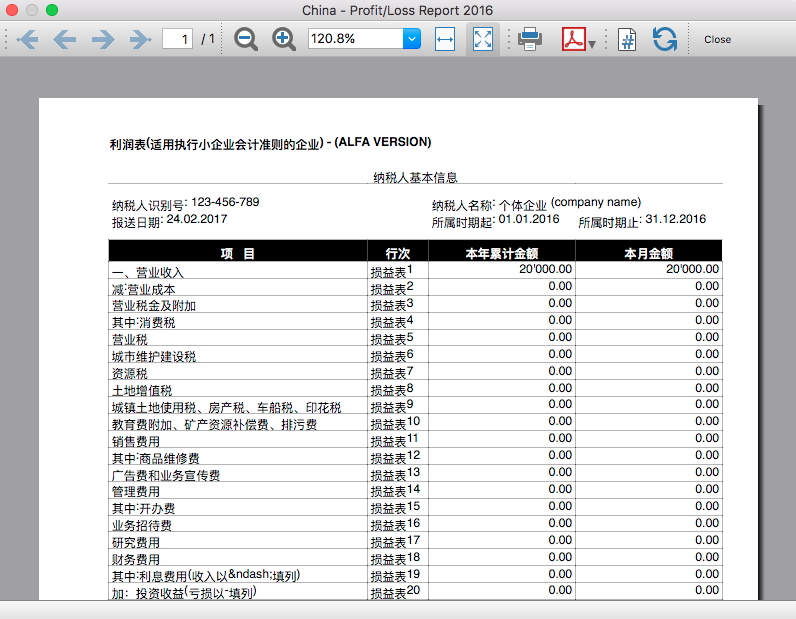 China - Profit/Loss Report 2016
1 /1 120.8% Close
利润表(适用执行小企业会计准则的企业) - (ALFA VERSION)
纳税人基本信息
纳税人识别号: 123-456-789 纳税人名称: 个体企业 (company name)
报送日期: 24.02.2017 所属时期起: 01.01.2016 所属时期止: 31.12.2016
项 目 行次 本年累计金额 本月金额
一、营业收入 损益表1 20'000.00 20'000.00
减:营业成本 损益表2 0.00 0.00
营业税金及附加 损益表3 0.00 0.00
其中:消费税 损益表4 0.00 0.00
营业税 损益表5 0.00 0.00
城市维护建设税 损益表6 0.00 0.00
资源税 损益表7 0.00 0.00
土地增值税 损益表8 0.00 0.00
城镇土地使用税、房产税、车船税、印花税 损益表9 0.00 0.00
教育费附加、矿产资源补偿费、排污费 损益表10 0.00 0.00
销售费用 损益表11 0.00 0.00
其中:商品维修费 损益表12 0.00 0.00
广告费和业务宣传费 损益表13 0.00 0.00
管理费用 损益表14 0.00 0.00
其中:开办费 损益表15 0.00 0.00
业务招待费 损益表16 0.00 0.00
研究费用 损益表17 0.00 0.00
财务费用 损益表18 0.00 0.00
其中:利息费用(收入以&ndash;填列) 损益表19 0.00 0.00
加：投资收益(亏损以-填列) 损益表20 0.00 0.00